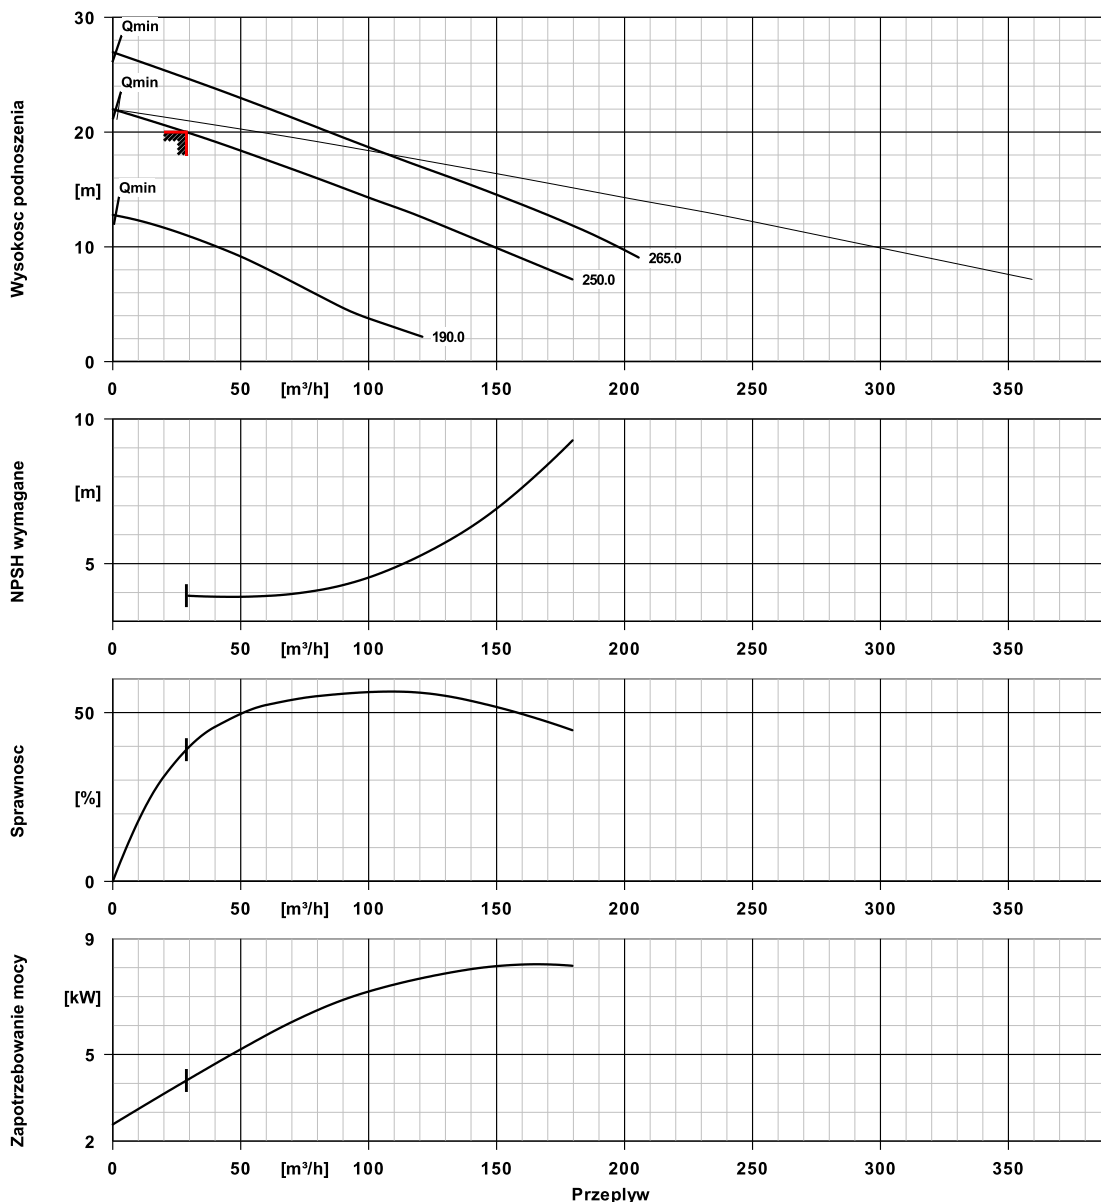 30
Qmin
Qmin
20
[m]
Qmin
10
265.0
250.0
190.0
0
Wysokosc podnoszenia
0 50 [m³/h] 100 150 200 250 300 350
10
[m]
5
NPSH wymagane
0 50 [m³/h] 100 150 200 250 300 350
50
[%]
0
Sprawnosc
0 50 [m³/h] 100 150 200 250 300 350
9
[kW]
5
2
Zapotrzebowanie mocy
0 50 [m³/h] 100 150 200 250 300 350
Przeplyw